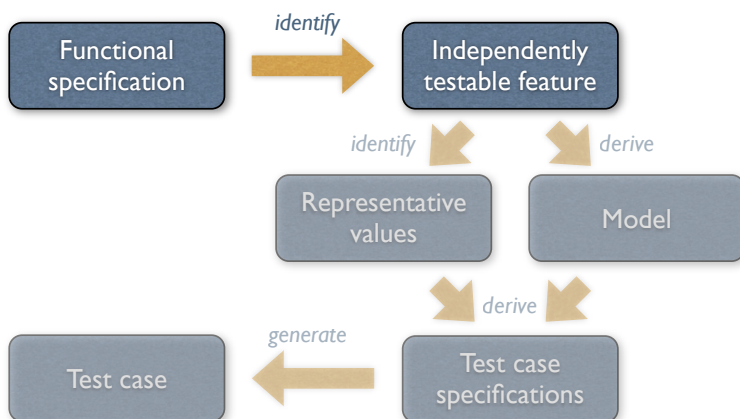 identify
Functional
specification
Independently
testable feature
identify
derive
Representative
values
Model
derive
generate
Test case
Test case
specifications